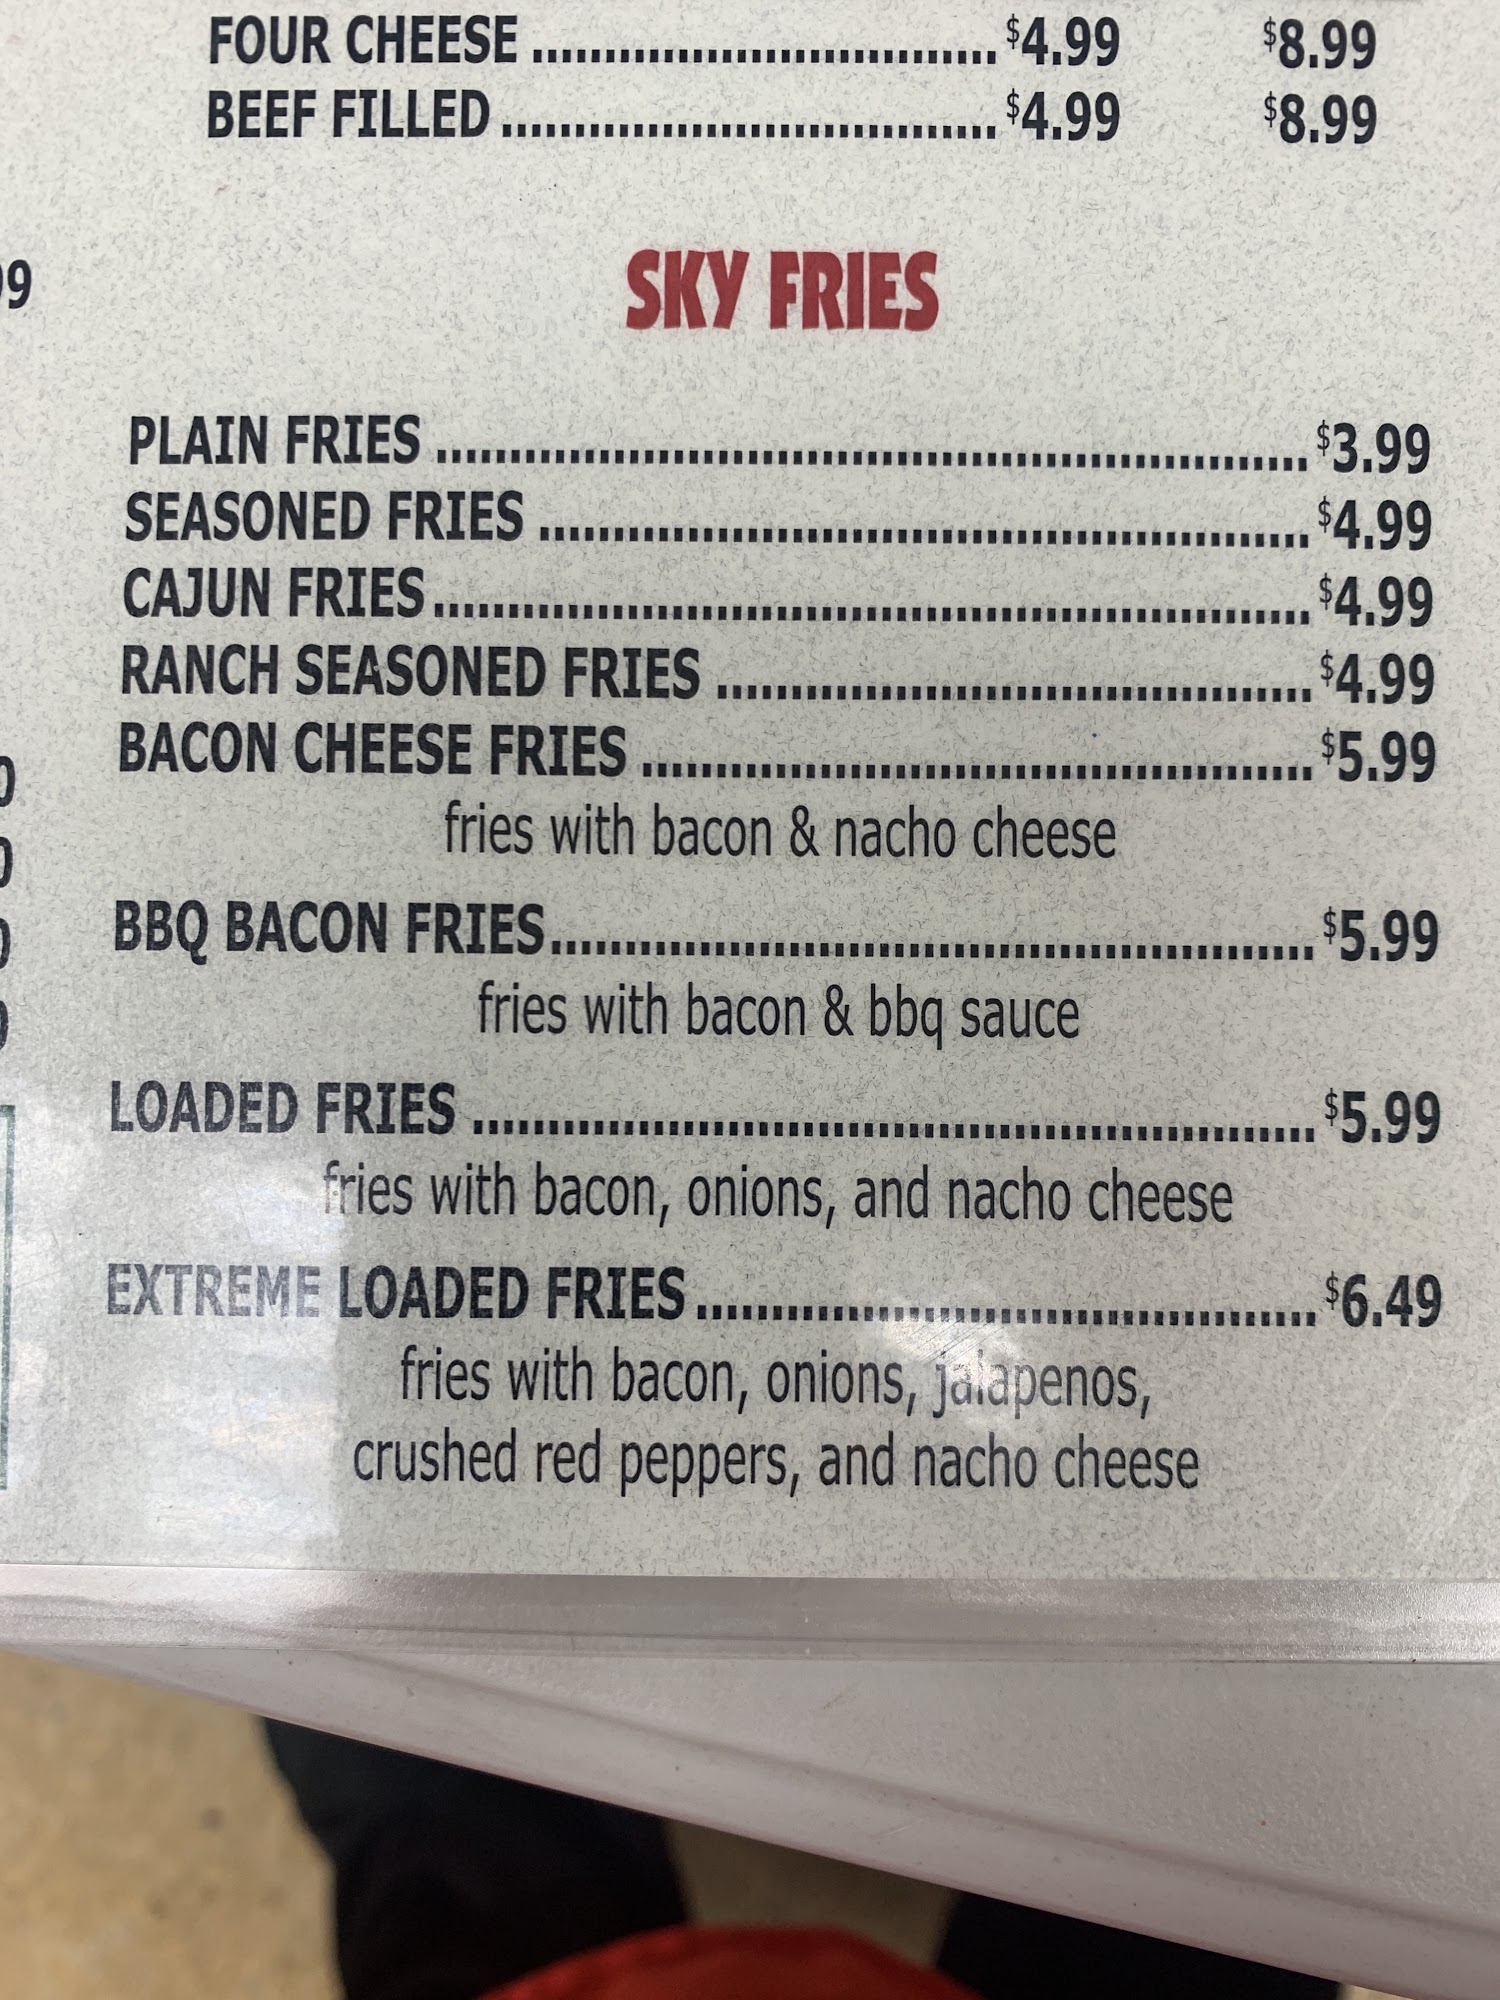 FOUR CHEESE ................................ $4.99 $8.99
BEEF FILLED .................................. $4.99 $8.99
SKY FRIES
PLAIN FRIES ............................................................ $3.99
SEASONED FRIES ..................................................... $4.99
CAJUN FRIES ............................................................ $4.99
RANCH SEASONED FRIES ......................................... $4.99
BACON CHEESE FRIES .............................................. $5.99
fries with bacon & nacho cheese
BBQ BACON FRIES..................................................... $5.99
fries with bacon & bbq sauce
LOADED FRIES .......................................................... $5.99
fries with bacon, onions, and nacho cheese
EXTREME LOADED FRIES ........................................... $6.49
fries with bacon, onions, jalapenos,
crushed red peppers, and nacho cheese